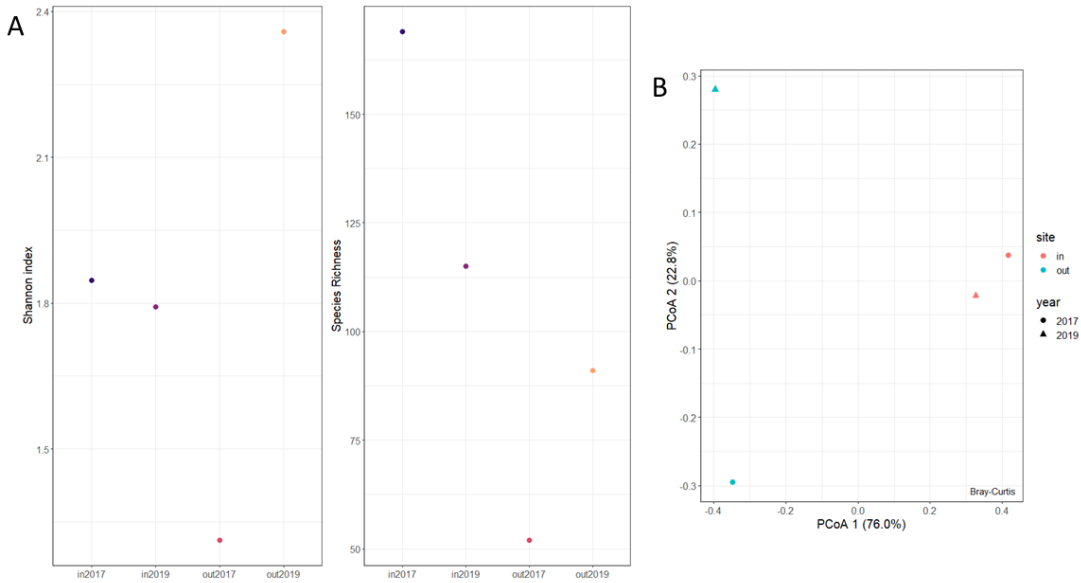 A
Shannon index
2.4
2.1
1.8
1.5
in2017 in2019 out2017 out2019
Species Richness
150
125
100
75
50
in2017 in2019 out2017 out2019
B
PCoA 2 (22.8%)
0.3
0.2
0.1
0.0
-0.1
-0.2
-0.3
Bray-Curtis
-0.4 -0.2 0.0 0.2 0.4
PCoA 1 (76.0%)
site
in
out
year
2017
2019